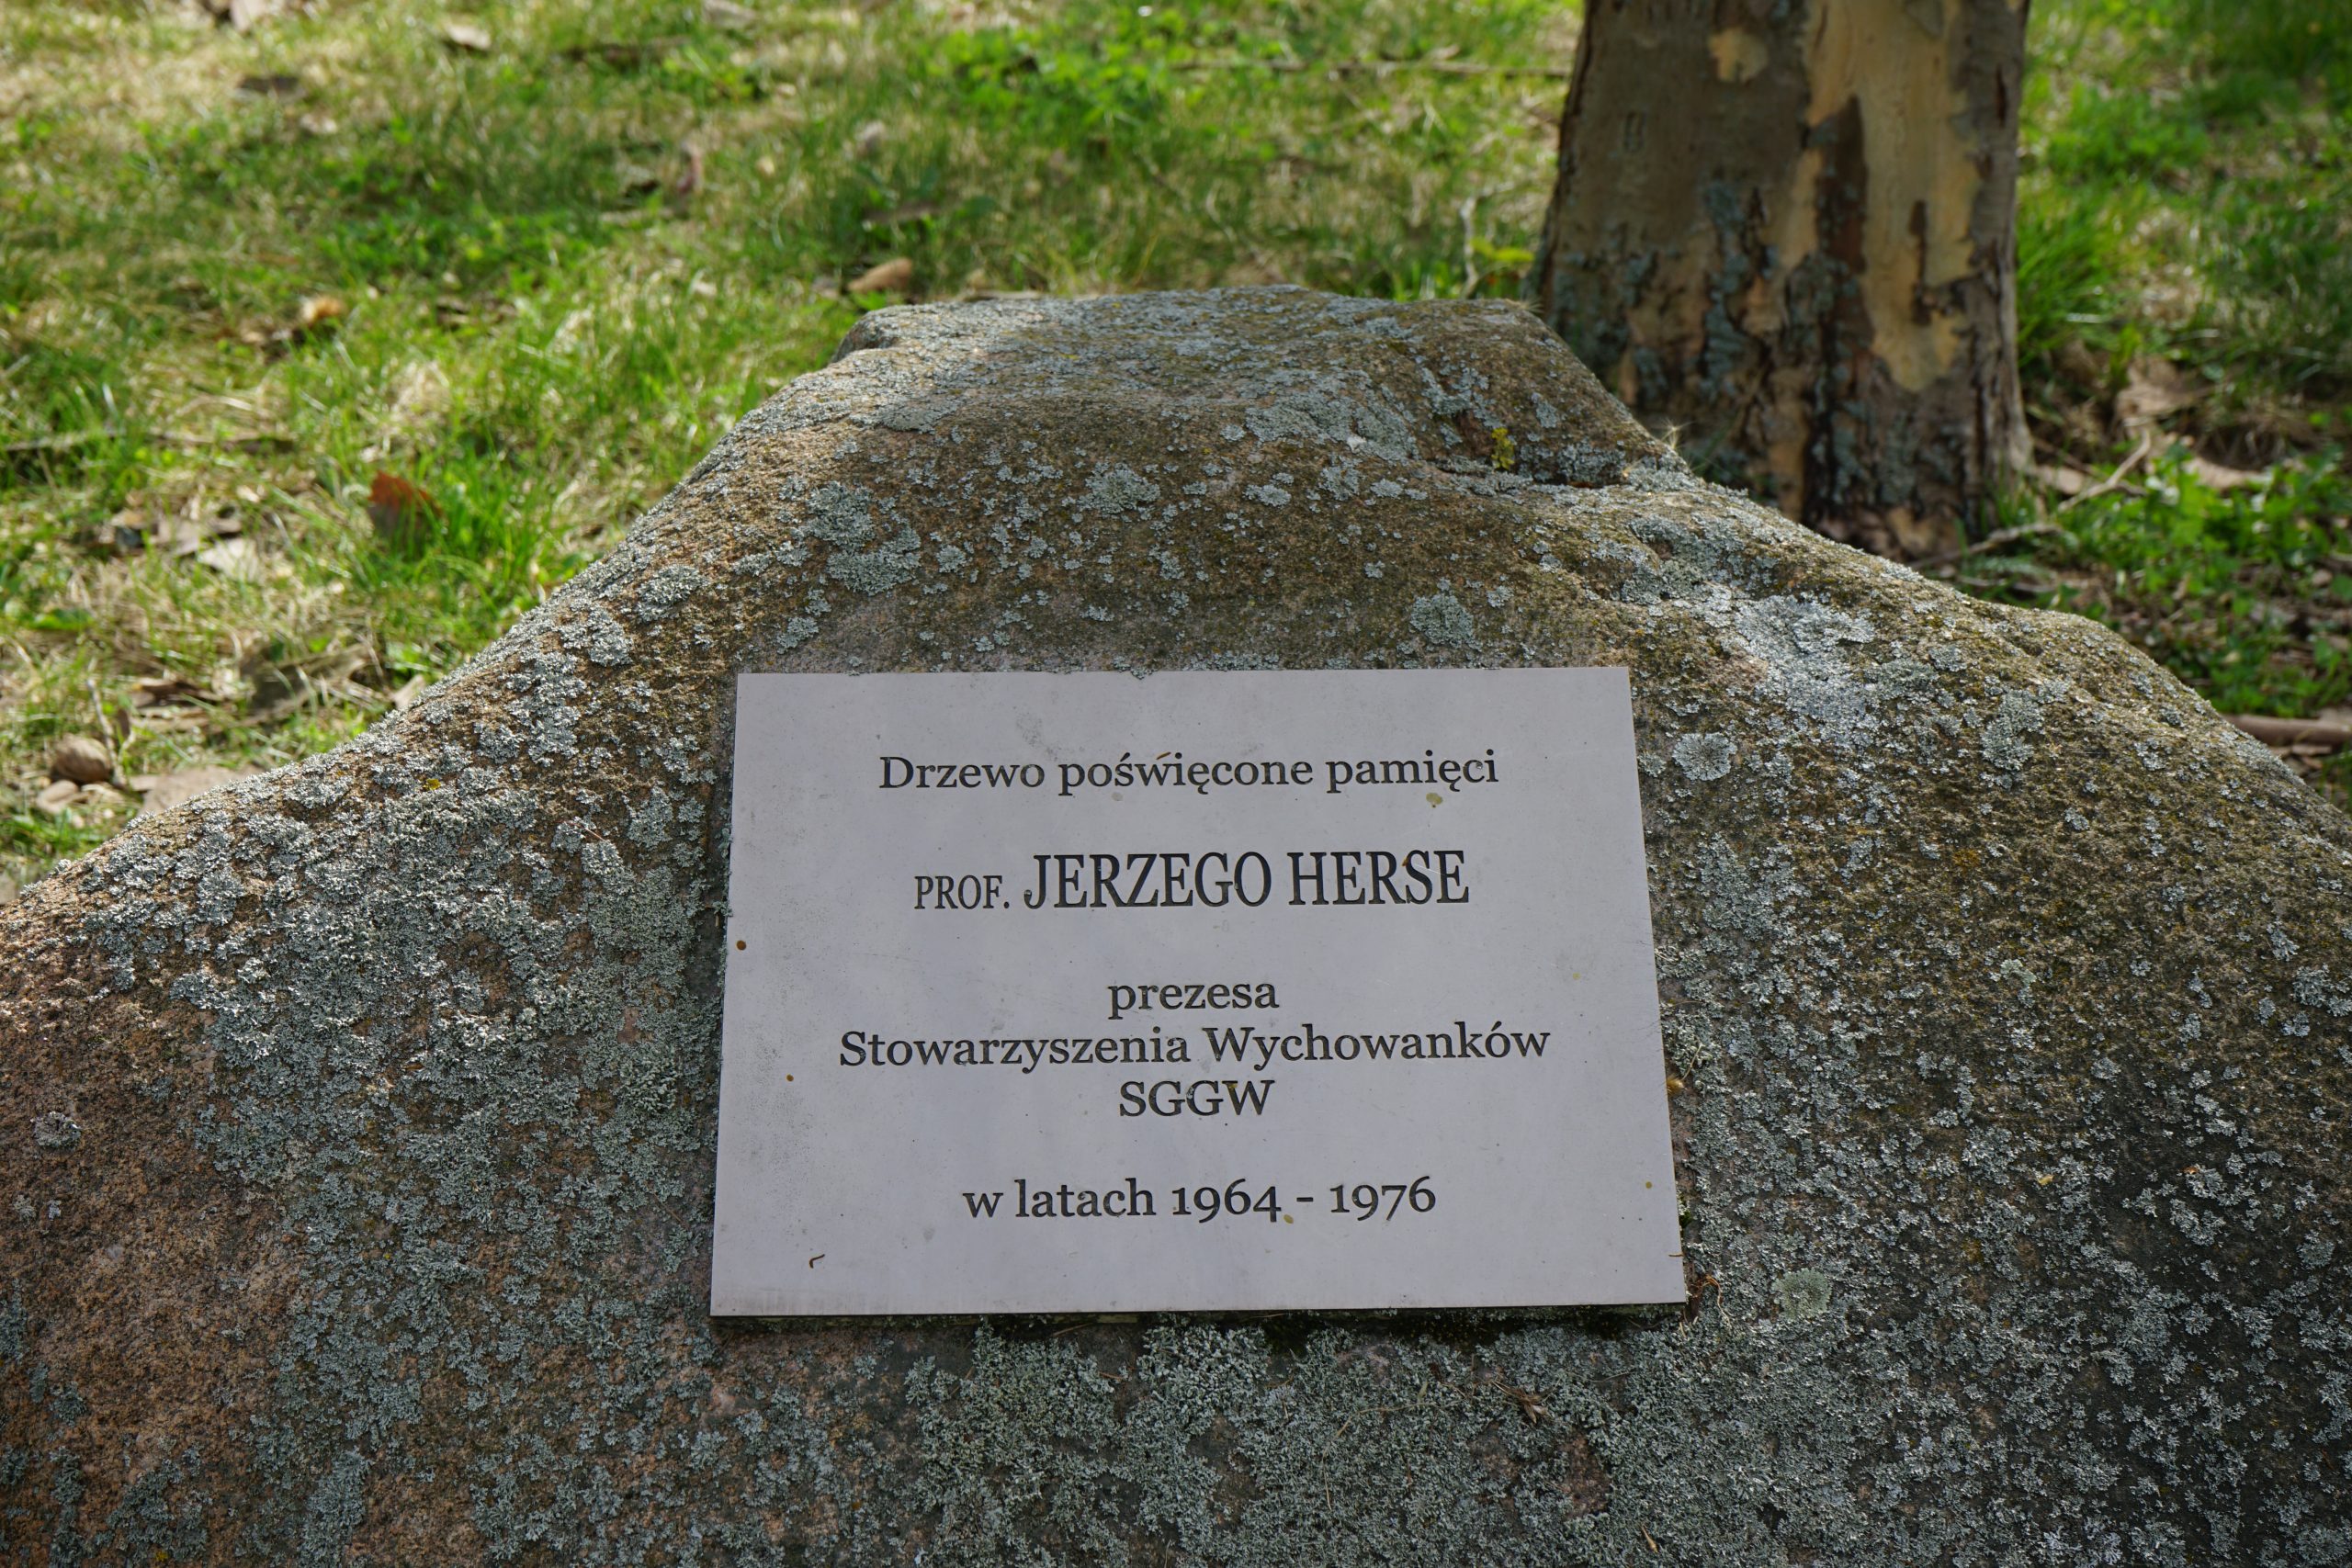 Drzewo poświęcone pamięci
PROF. JERZEGO HERSE
prezesa
Stowarzyszenia Wychowanków
SGGW
w latach 1964 - 1976